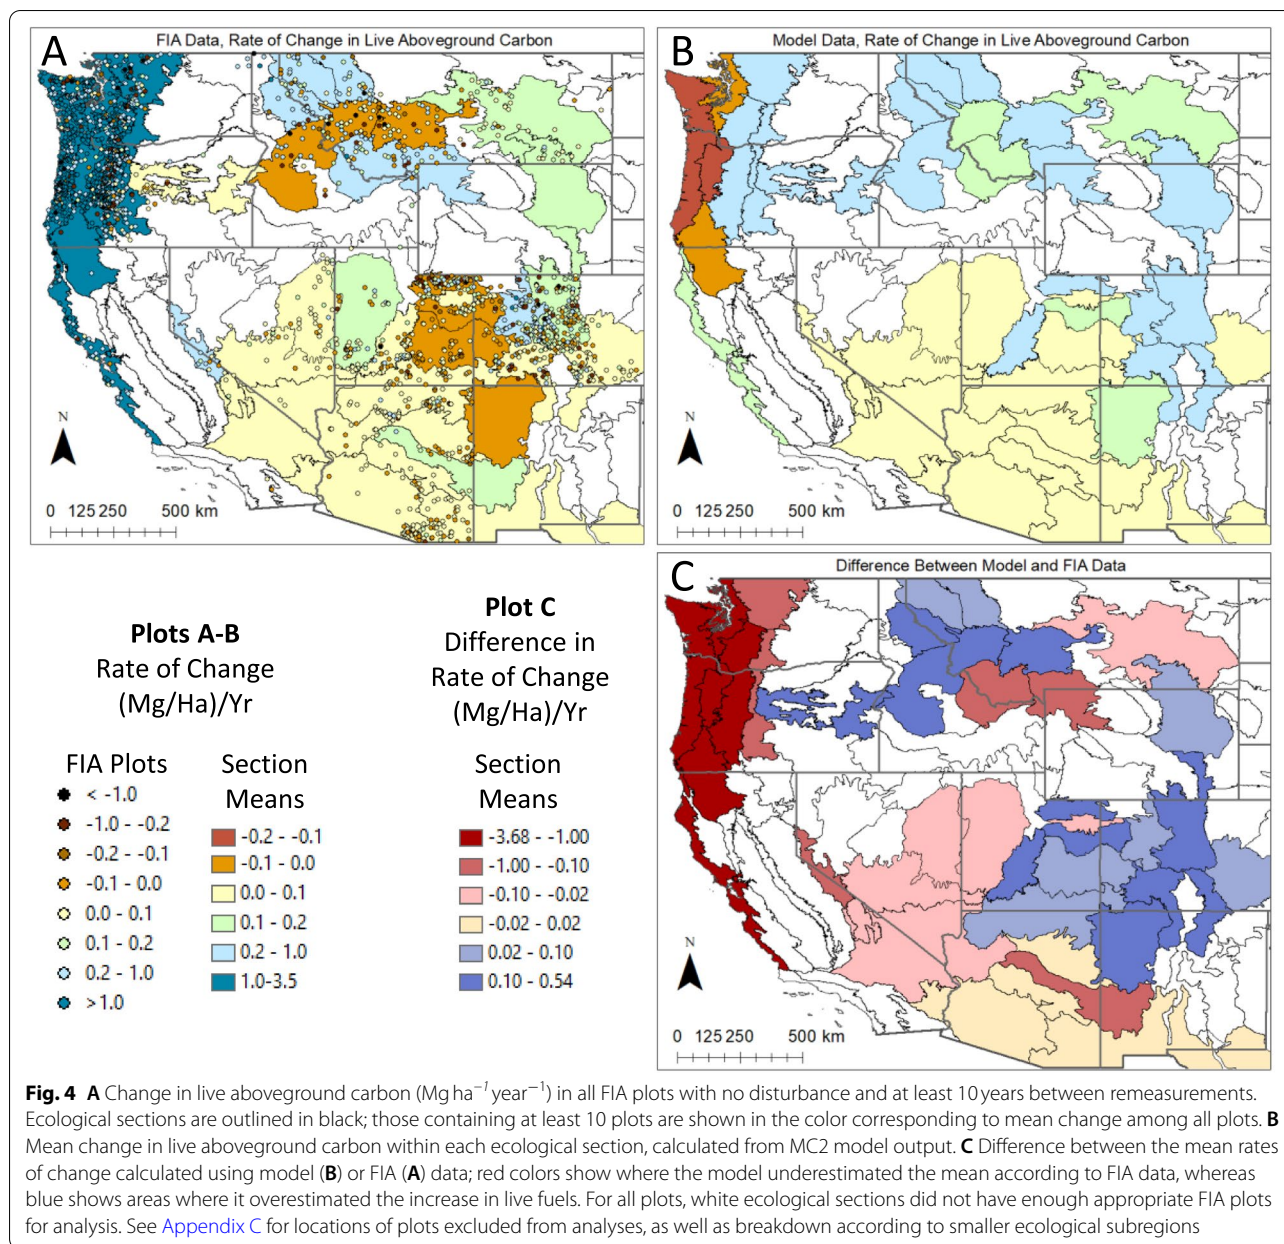 A
FIA Data, Rate of Change in Live Aboveground Carbon
N
0 125 250 500 km
B
Model Data, Rate of Change in Live Aboveground Carbon
N
0 125 250 500 km
Plots A-B
Rate of Change
(Mg/Ha)/Yr
FIA Plots
< -1.0
-1.0 - -0.2
-0.2 - -0.1
-0.1 - 0.0
0.0 - 0.1
0.1 - 0.2
0.2 - 1.0
>1.0
Section
Means
-0.2 - -0.1
-0.1 - 0.0
0.0 - 0.1
0.1 - 0.2
0.2 - 1.0
1.0-3.5
Plot C
Difference in
Rate of Change
(Mg/Ha)/Yr
Section
Means
-3.68 - -1.00
-1.00 - -0.10
-0.10 - -0.02
-0.02 - 0.02
0.02 - 0.10
0.10 - 0.54
C
Difference Between Model and FIA Data
N
0 125 250 500 km
Fig. 4 A Change in live aboveground carbon (Mg ha⁻¹ year⁻¹) in all FIA plots with no disturbance and at least 10 years between remeasurements.
Ecological sections are outlined in black; those containing at least 10 plots are shown in the color corresponding to mean change among all plots. B
Mean change in live aboveground carbon within each ecological section, calculated from MC2 model output. C Difference between the mean rates
of change calculated using model (B) or FIA (A) data; red colors show where the model underestimated the mean according to FIA data, whereas
blue shows areas where it overestimated the increase in live fuels. For all plots, white ecological sections did not have enough appropriate FIA plots
for analysis. See Appendix C for locations of plots excluded from analyses, as well as breakdown according to smaller ecological subregions